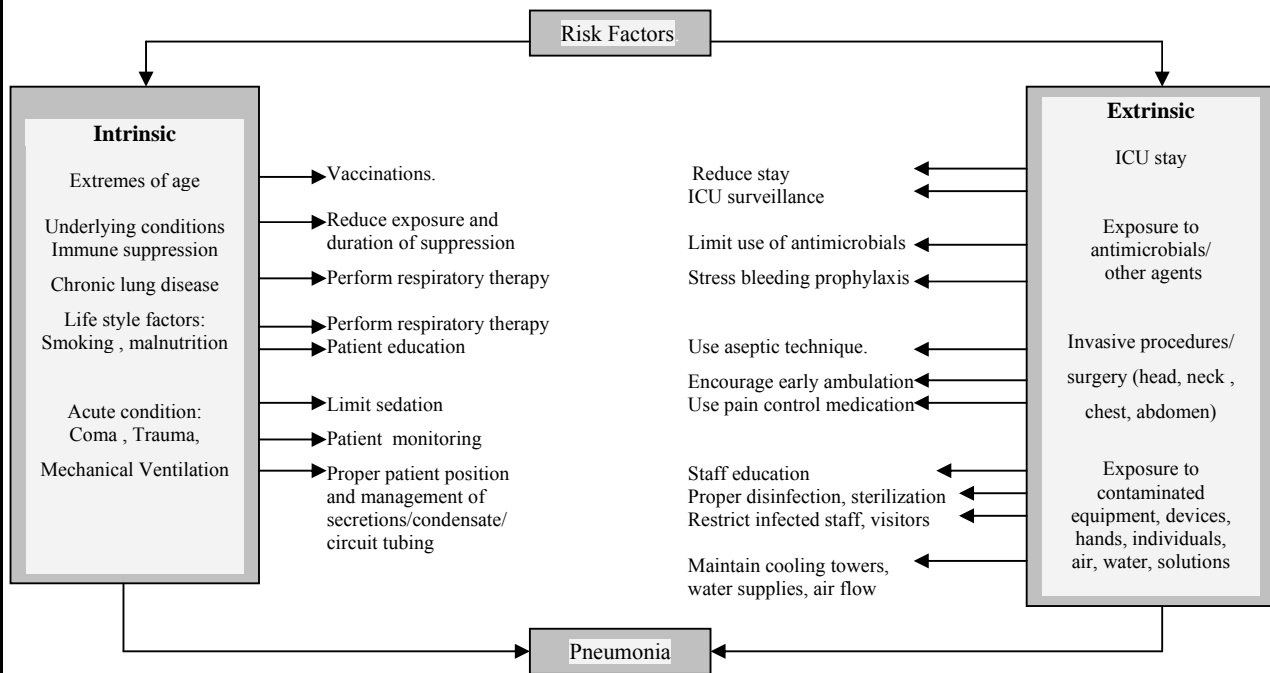 Risk Factors
Intrinsic
Extremes of age
Underlying conditions
Immune suppression
Chronic lung disease
Life style factors:
Smoking , malnutrition
Acute condition:
Coma , Trauma,
Mechanical Ventilation
Vaccinations.
Reduce exposure and
duration of suppression
Perform respiratory therapy
Perform respiratory therapy
Patient education
Limit sedation
Patient monitoring
Proper patient position
and management of
secretions/condensate/
circuit tubing
Reduce stay
ICU surveillance
Limit use of antimicrobials
Stress bleeding prophylaxis
Use aseptic technique.
Encourage early ambulation
Use pain control medication
Staff education
Proper disinfection, sterilization
Restrict infected staff, visitors
Maintain cooling towers,
water supplies, air flow
Extrinsic
ICU stay
Exposure to
antimicrobials/
other agents
Invasive procedures/
surgery (head, neck ,
chest, abdomen)
Exposure to
contaminated
equipment, devices,
hands, individuals,
air, water, solutions
Pneumonia